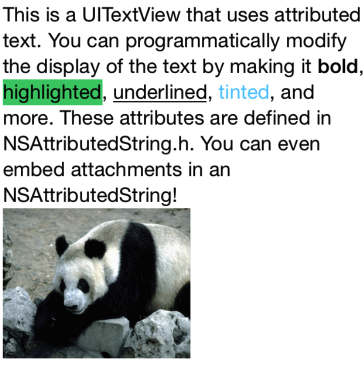 This is a UITextView that uses attributed
text. You can programmatically modify
the display of the text by making it bold,
highlighted, underlined, tinted, and
more. These attributes are defined in
NSAttributedString.h. You can even
embed attachments in an
NSAttributedString!